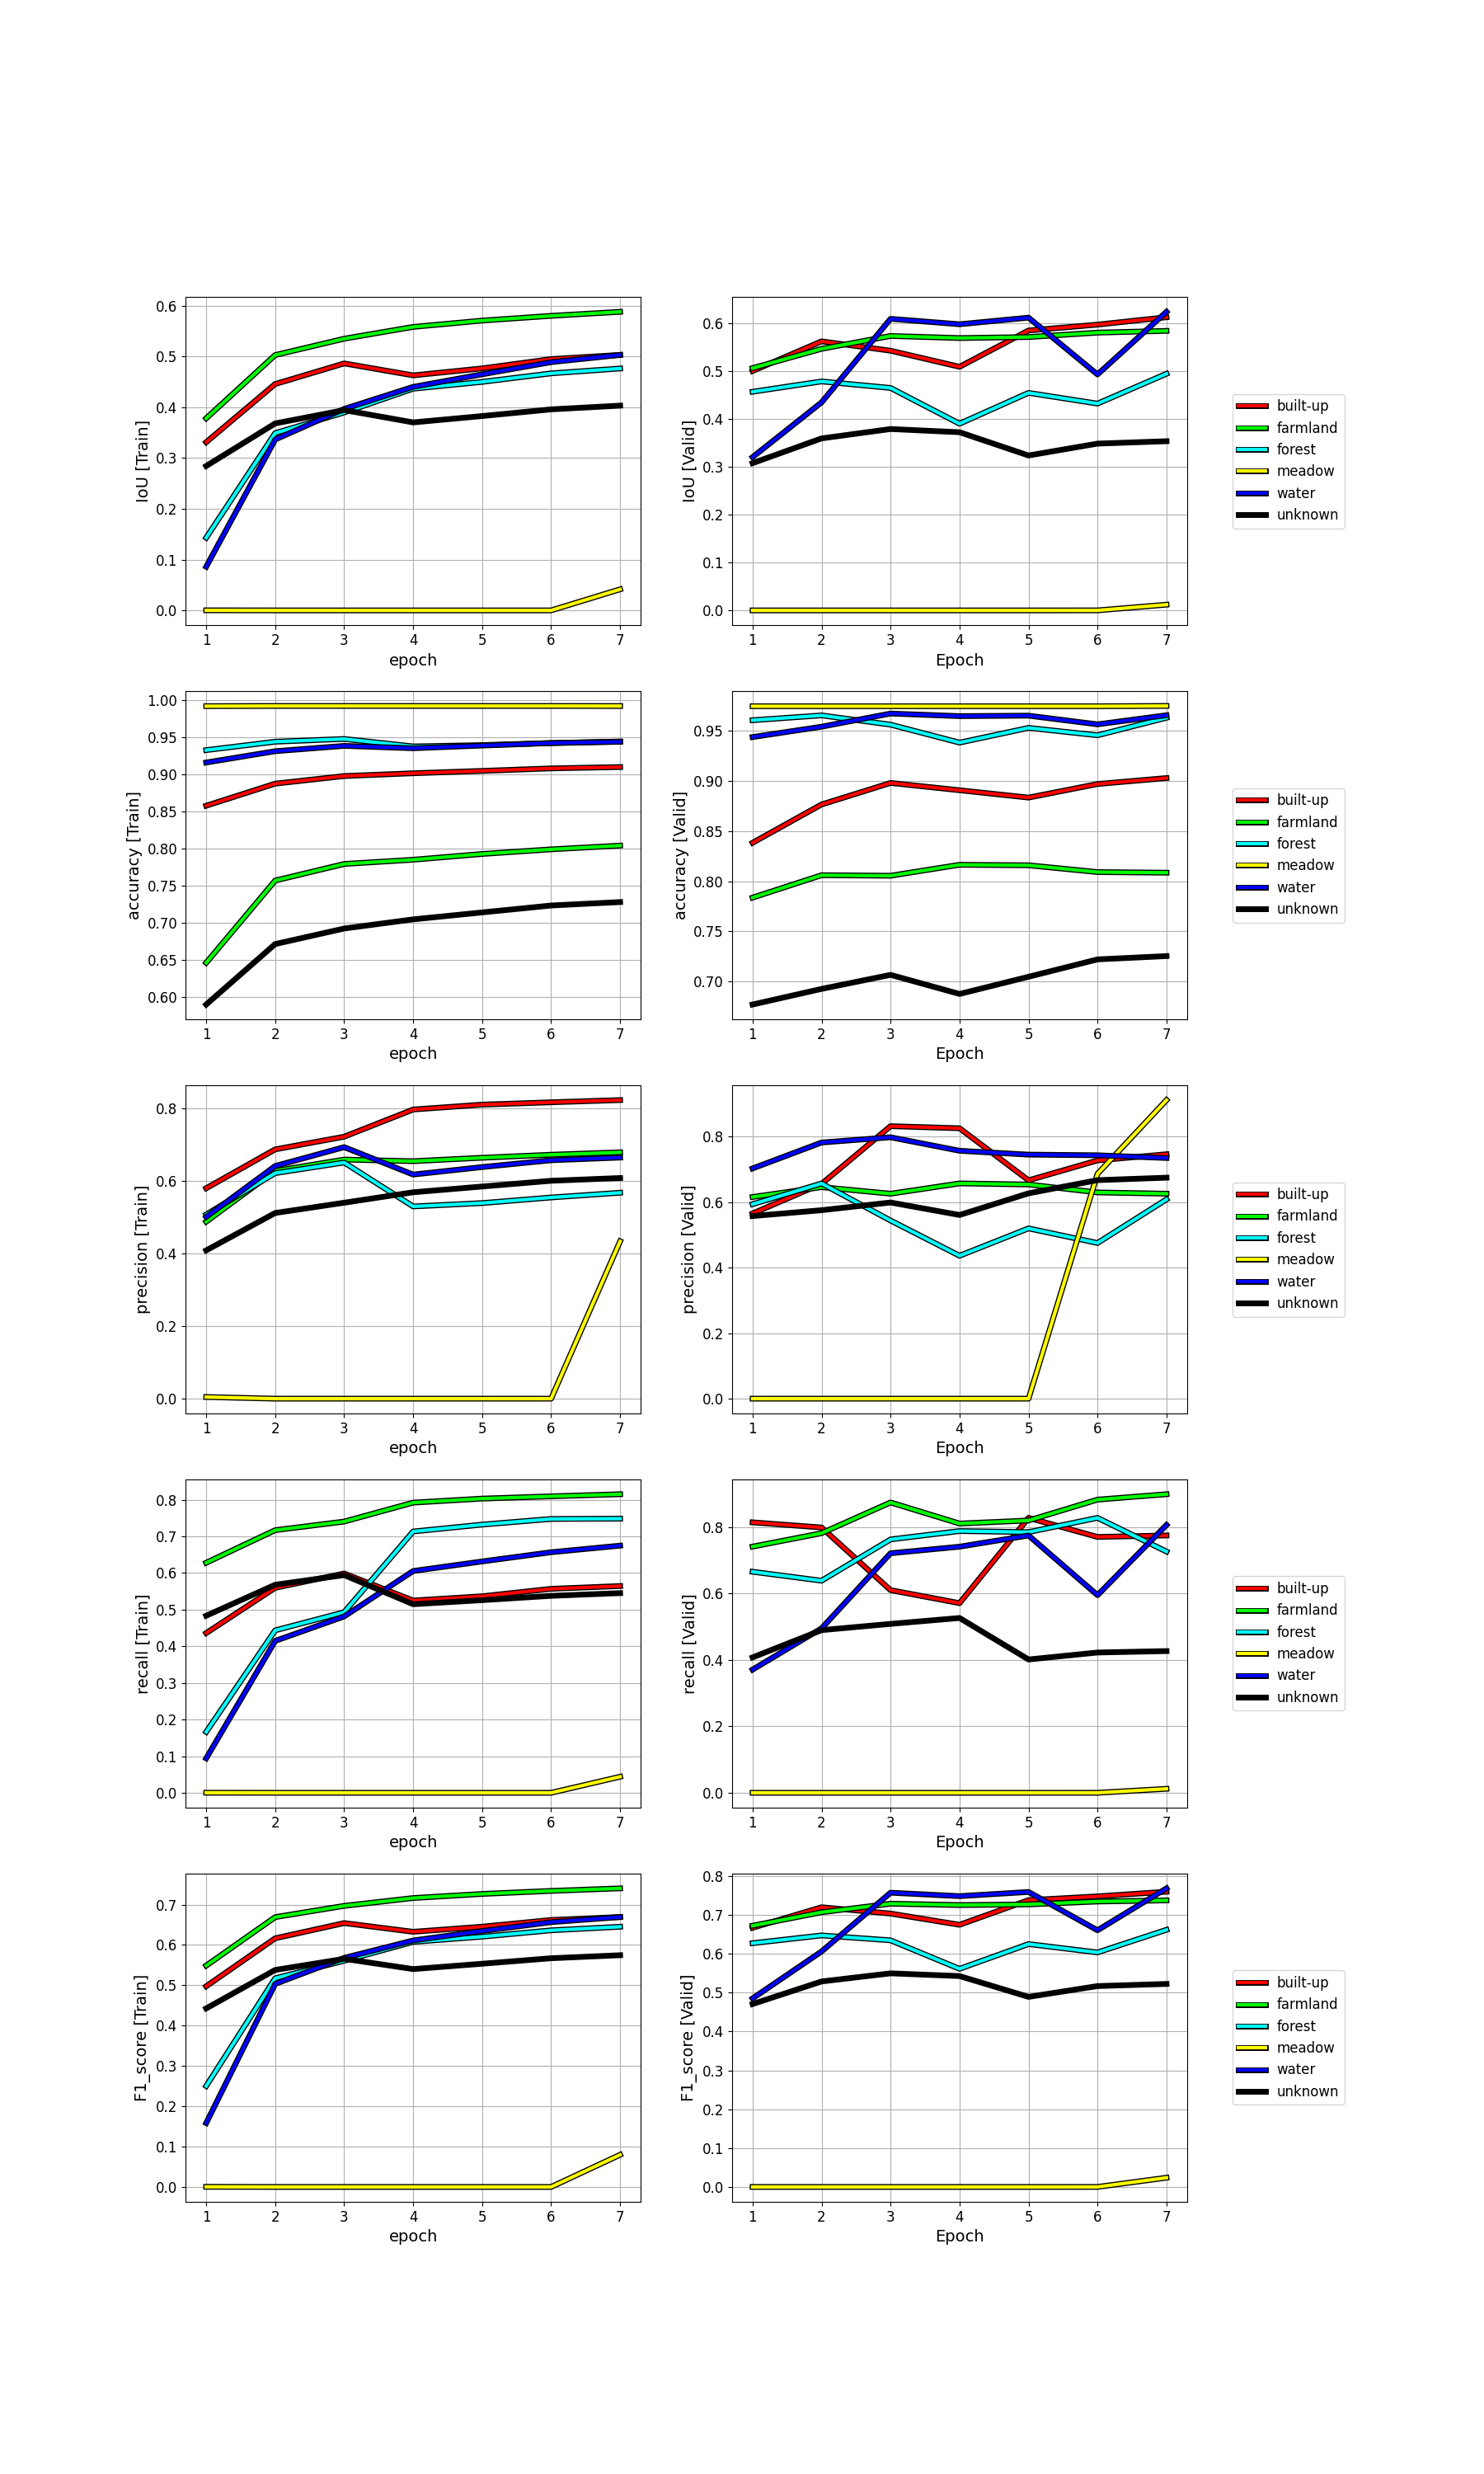 0.6
0.5
0.4
0.3
0.2
0.1
0.0
IoU [Train]
1 2 3 4 5 6 7
epoch
0.6
0.5
0.4
0.3
0.2
0.1
0.0
IoU [Valid]
1 2 3 4 5 6 7
Epoch
built-up
farmland
forest
meadow
water
unknown
1.00
0.95
0.90
0.85
0.80
0.75
0.70
0.65
0.60
accuracy [Train]
1 2 3 4 5 6 7
epoch
0.95
0.90
0.85
0.80
0.75
0.70
accuracy [Valid]
1 2 3 4 5 6 7
Epoch
built-up
farmland
forest
meadow
water
unknown
0.8
0.6
0.4
0.2
0.0
precision [Train]
1 2 3 4 5 6 7
epoch
0.8
0.6
0.4
0.2
0.0
precision [Valid]
1 2 3 4 5 6 7
Epoch
built-up
farmland
forest
meadow
water
unknown
0.8
0.7
0.6
0.5
0.4
0.3
0.2
0.1
0.0
recall [Train]
1 2 3 4 5 6 7
epoch
0.8
0.6
0.4
0.2
0.0
recall [Valid]
1 2 3 4 5 6 7
Epoch
built-up
farmland
forest
meadow
water
unknown
0.7
0.6
0.5
0.4
0.3
0.2
0.1
0.0
F1_score [Train]
1 2 3 4 5 6 7
epoch
0.8
0.7
0.6
0.5
0.4
0.3
0.2
0.1
0.0
F1_score [Valid]
1 2 3 4 5 6 7
Epoch
built-up
farmland
forest
meadow
water
unknown